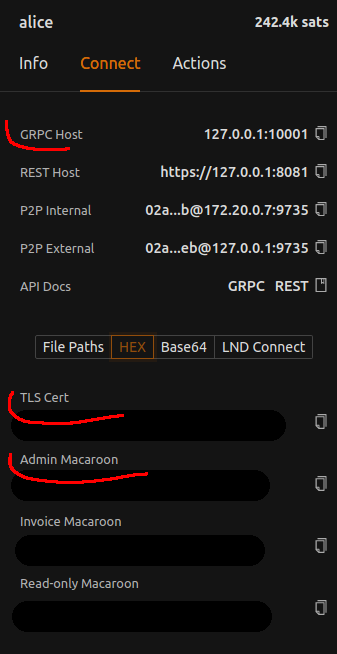 alice 242.4k sats
Info Connect Actions
GRPC Host 127.0.0.1:10001
REST Host https://127.0.0.1:8081
P2P Internal 02a...b@172.20.0.7:9735
P2P External 02a...eb@127.0.0.1:9735
API Docs GRPC REST
File Paths HEX Base64 LND Connect
TLS Cert
Admin Macaroon
Invoice Macaroon
Read-only Macaroon